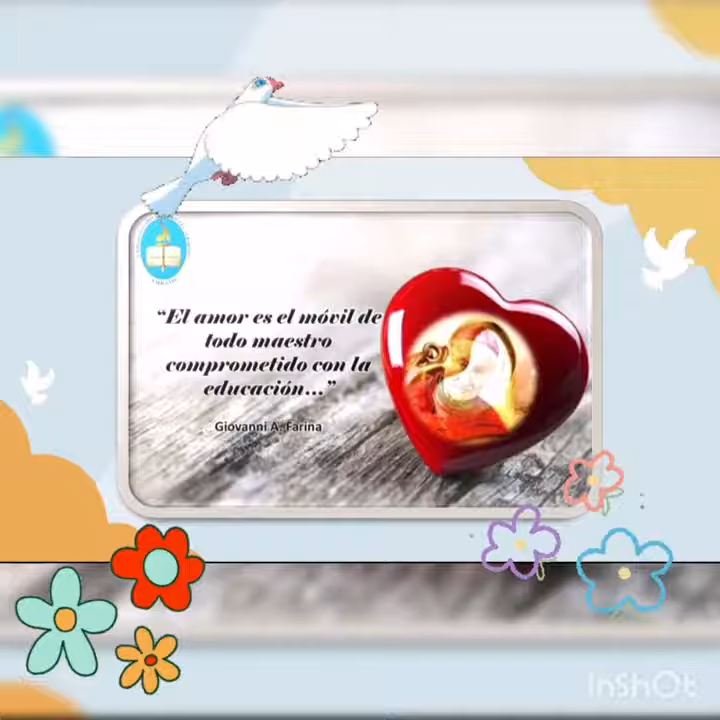 “El amor es el móvil de
todo maestro
comprometido con la
educación...”
Giovanni A. Farina
InShOt